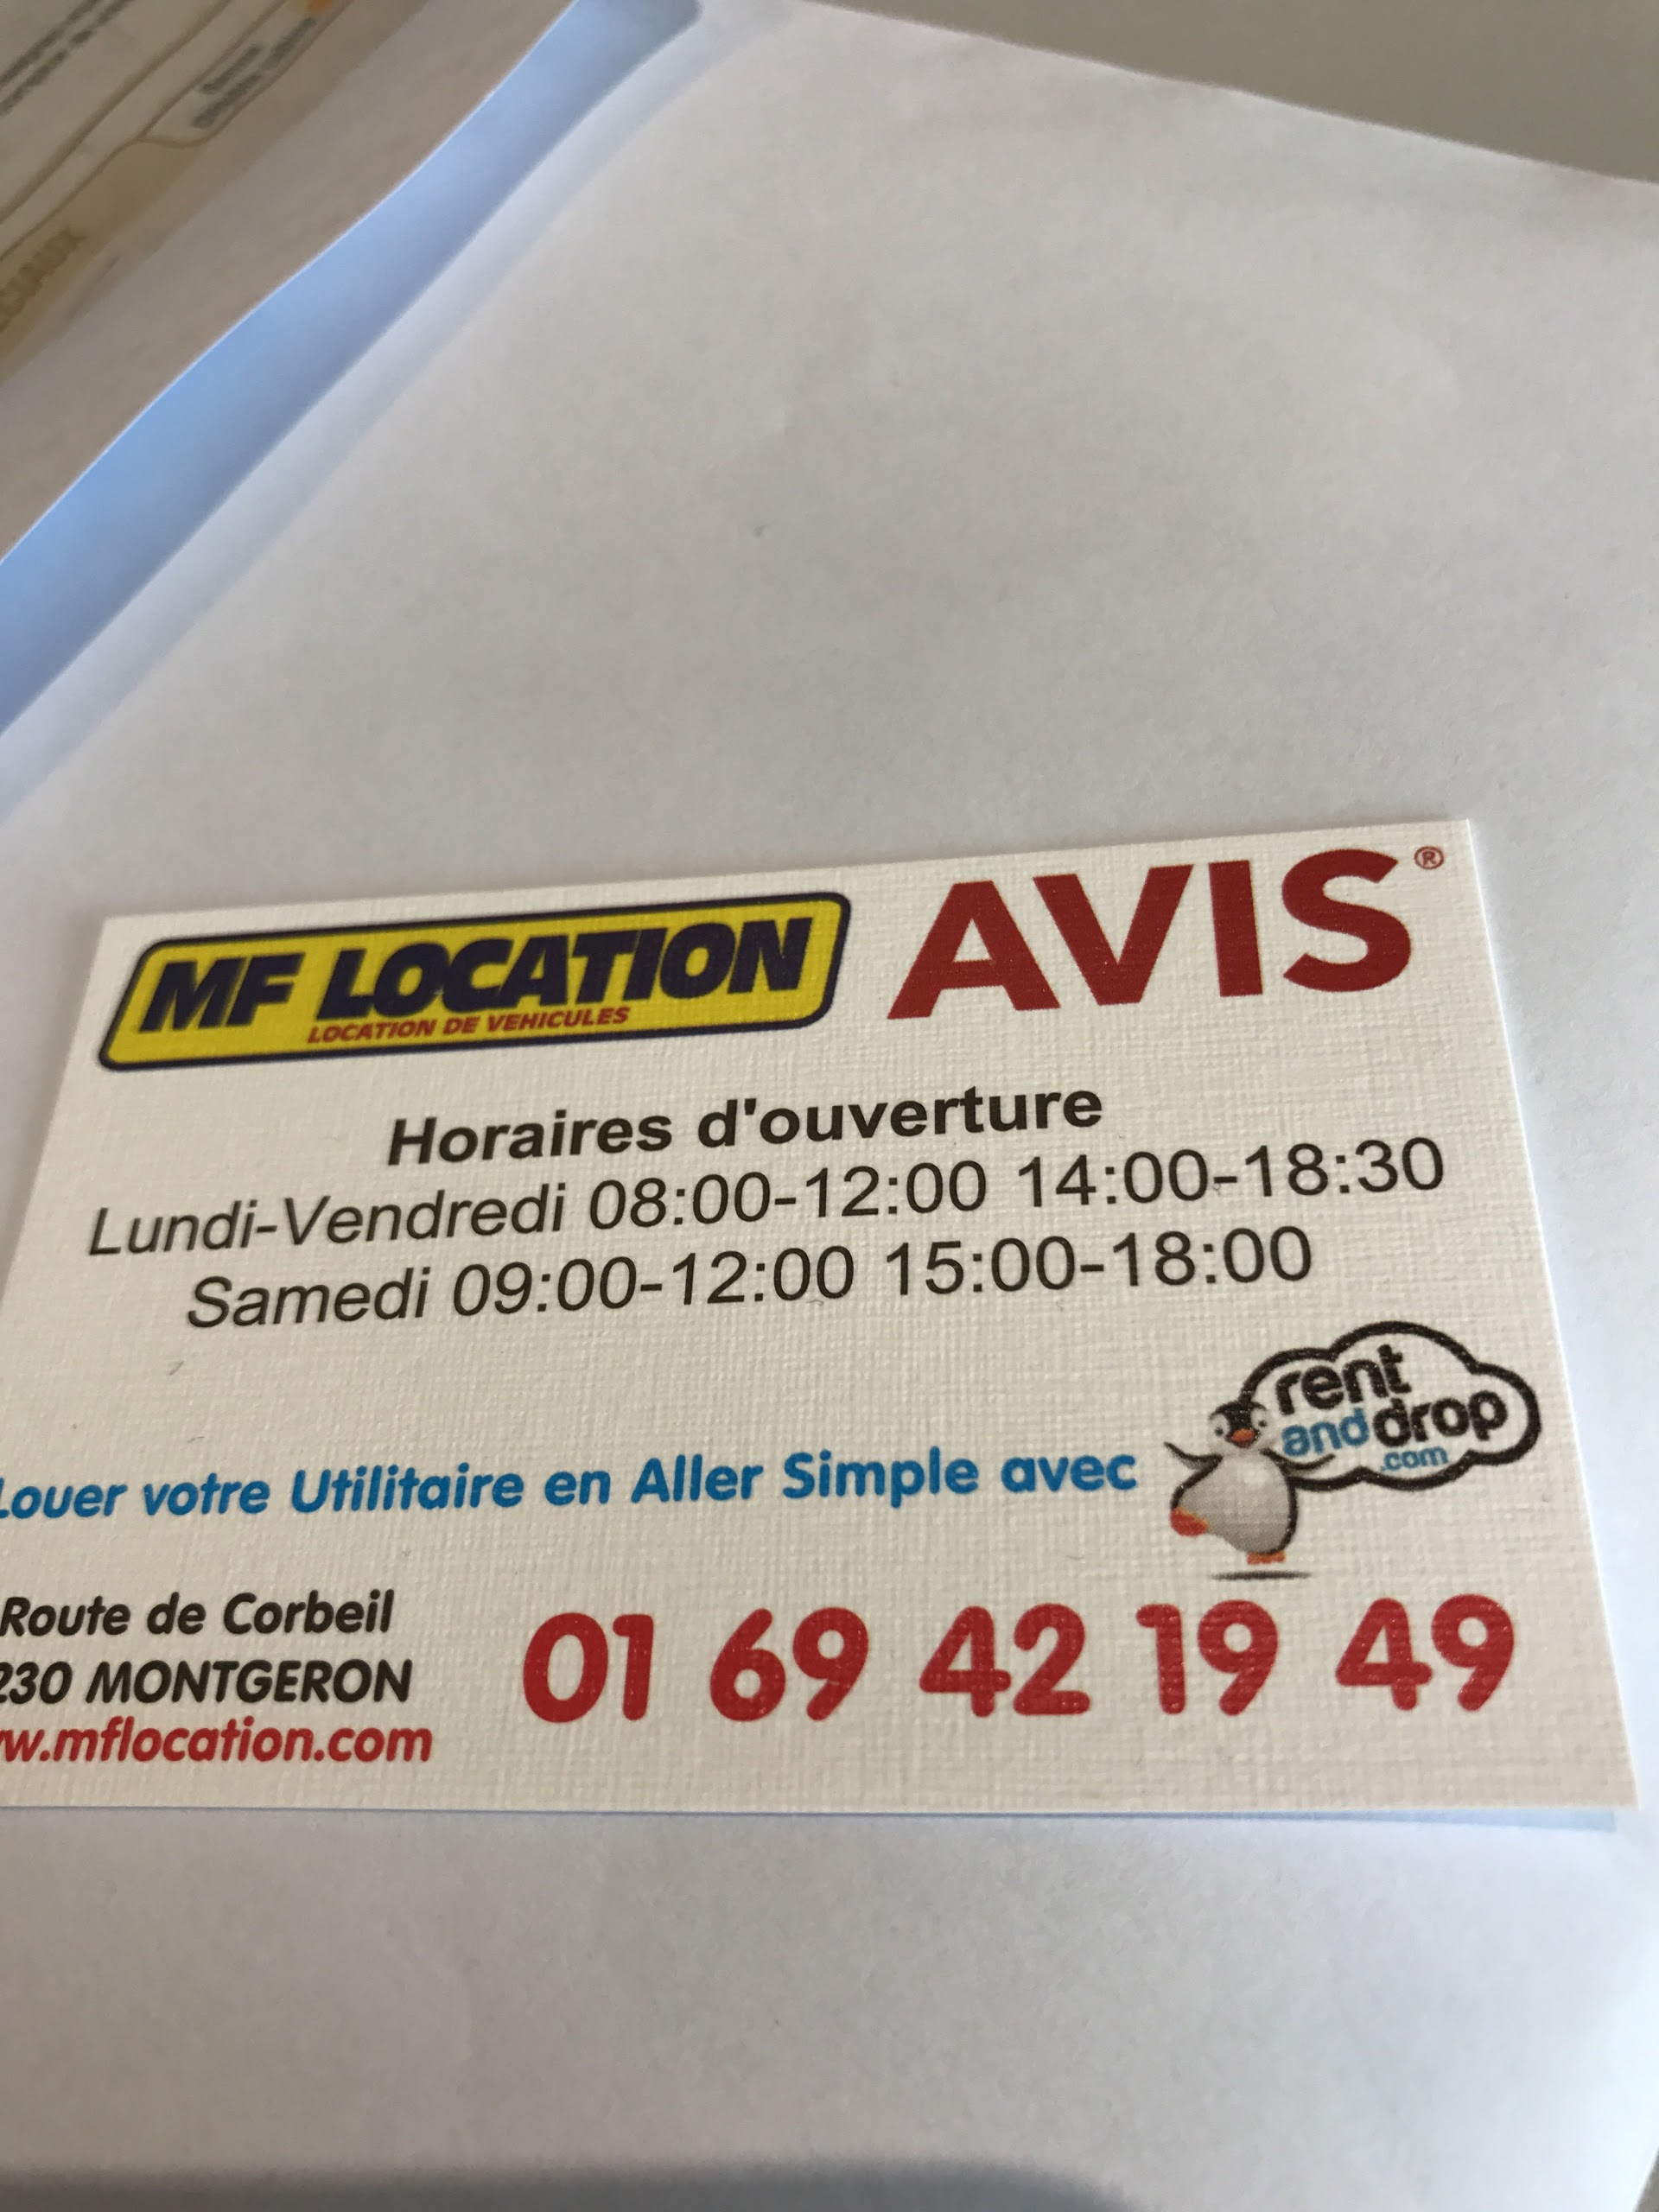 MF LOCATION
LOCATION DE VEHICULES
AVIS®
Horaires d'ouverture
Lundi-Vendredi 08:00-12:00 14:00-18:30
Samedi 09:00-12:00 15:00-18:00
Louer votre Utilitaire en Aller Simple avec
rent
anddrop
.com
Route de Corbeil
230 MONTGERON
w.mflocation.com
01 69 42 19 49